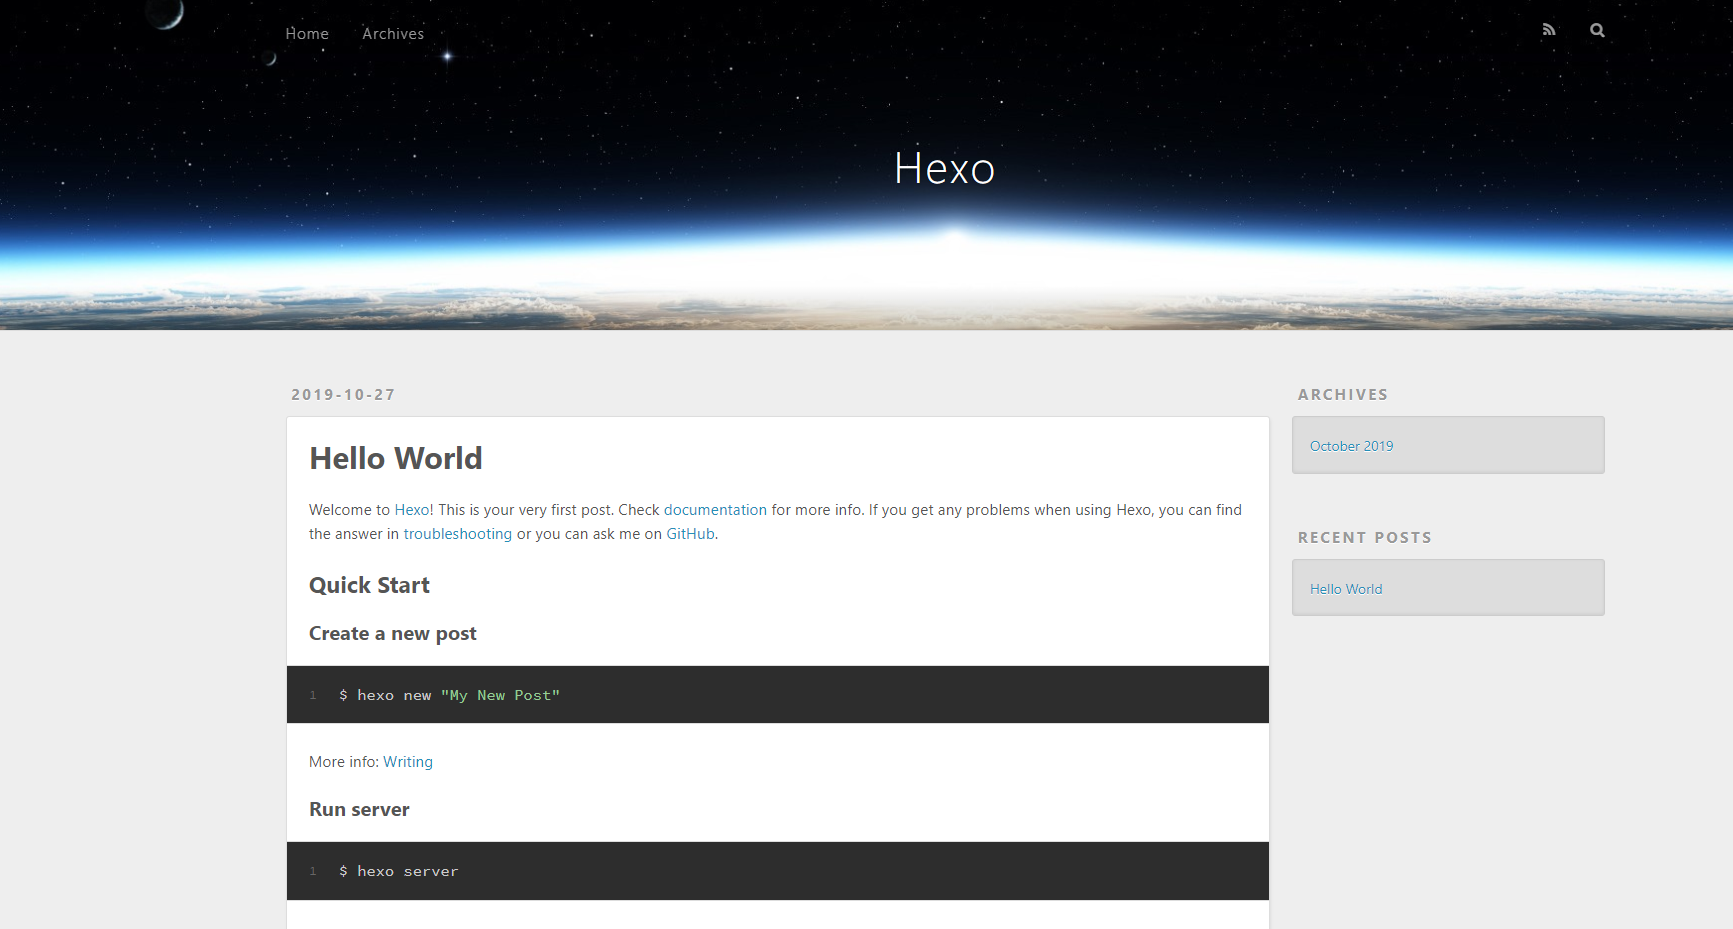 Home Archives
Hexo
2019-10-27
Hello World
Welcome to Hexo! This is your very first post. Check documentation for more info. If you get any problems when using Hexo, you can find
the answer in troubleshooting or you can ask me on GitHub.
Quick Start
Create a new post
1 $ hexo new "My New Post"
More info: Writing
Run server
1 $ hexo server
ARCHIVES
October 2019
RECENT POSTS
Hello World